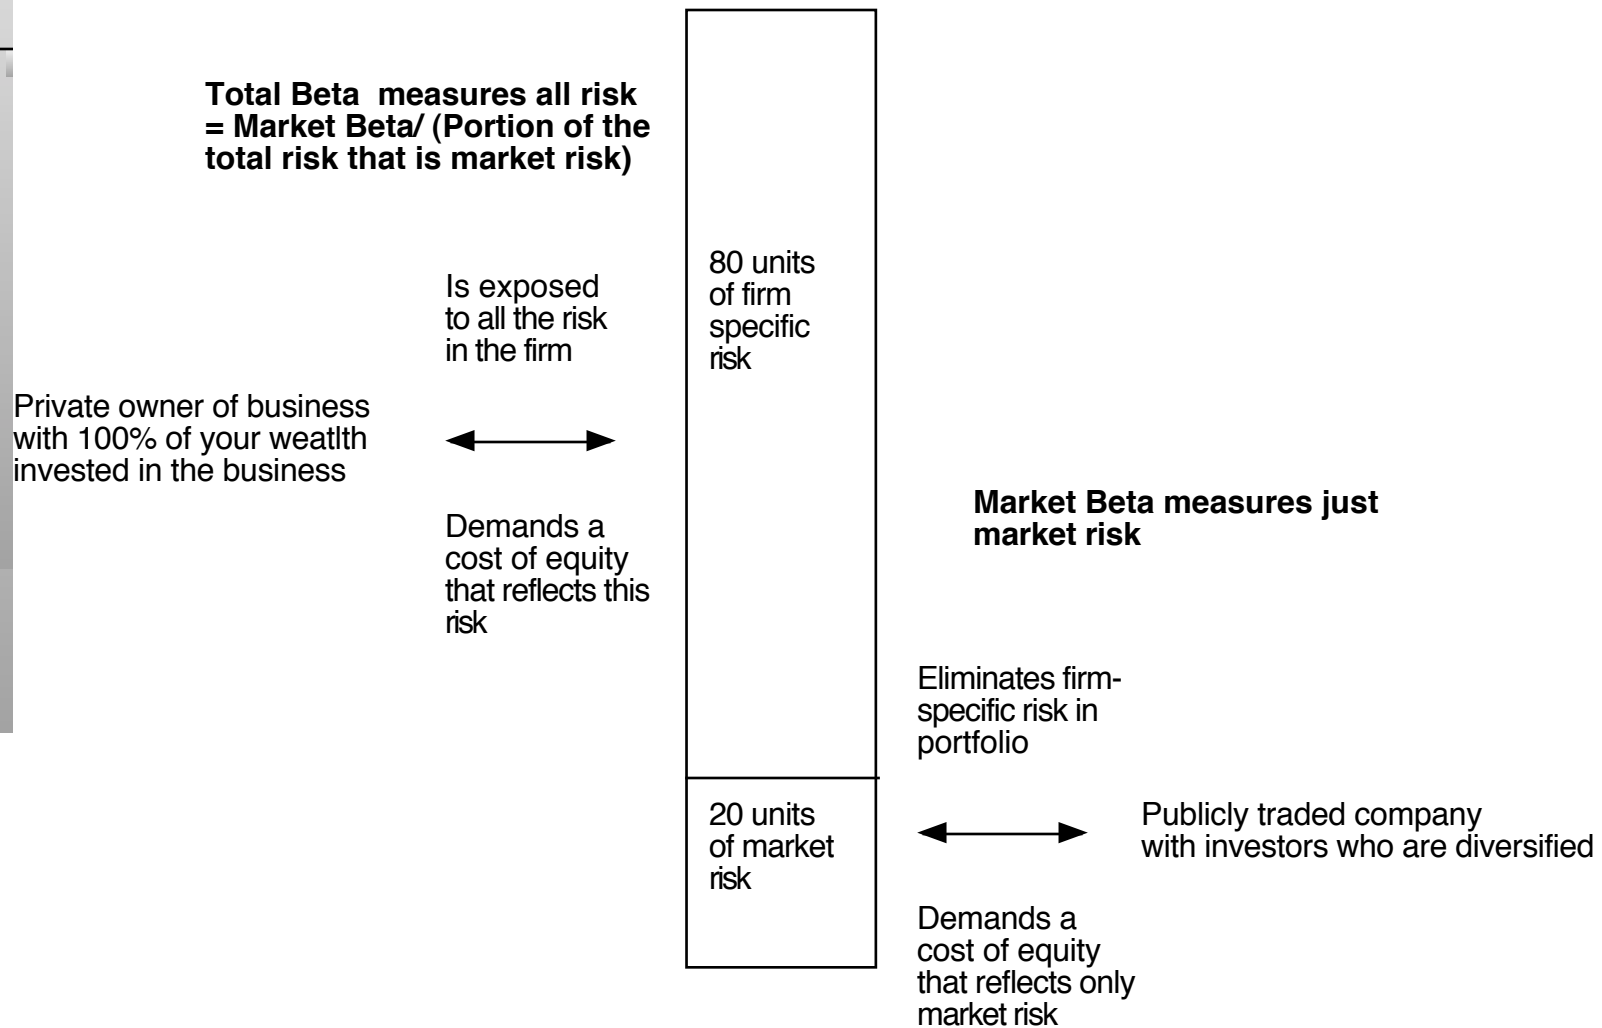 Total Beta  measures all risk
= Market Beta/ (Portion of the
total risk that is market risk)
80 units
of firm
specific
risk
Is exposed
to all the risk
in the firm
Private owner of business
with 100% of your weatlth
invested in the business
Demands a
cost of equity
that reflects this
risk
Market Beta measures just
market risk
Eliminates firm-
specific risk in
portfolio
20 units
of market
risk
Publicly traded company
with investors who are diversified
Demands a
cost of equity
that reflects only
market risk